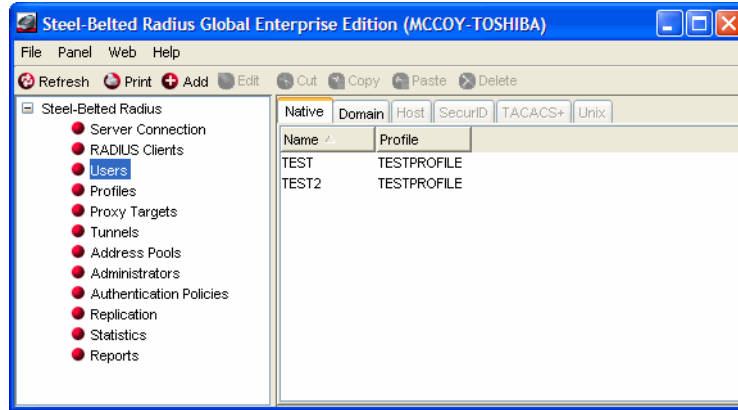 Steel-Belted Radius Global Enterprise Edition (MCCOY-TOSHIBA)
File Panel Web Help
Refresh Print Add Edit Cut Copy Paste Delete
Steel-Belted Radius
Server Connection
RADIUS Clients
Users
Profiles
Proxy Targets
Tunnels
Address Pools
Administrators
Authentication Policies
Replication
Statistics
Reports
Native Domain Host SecurID TACACS+ Unix
Name Profile
TEST TESTPROFILE
TEST2 TESTPROFILE